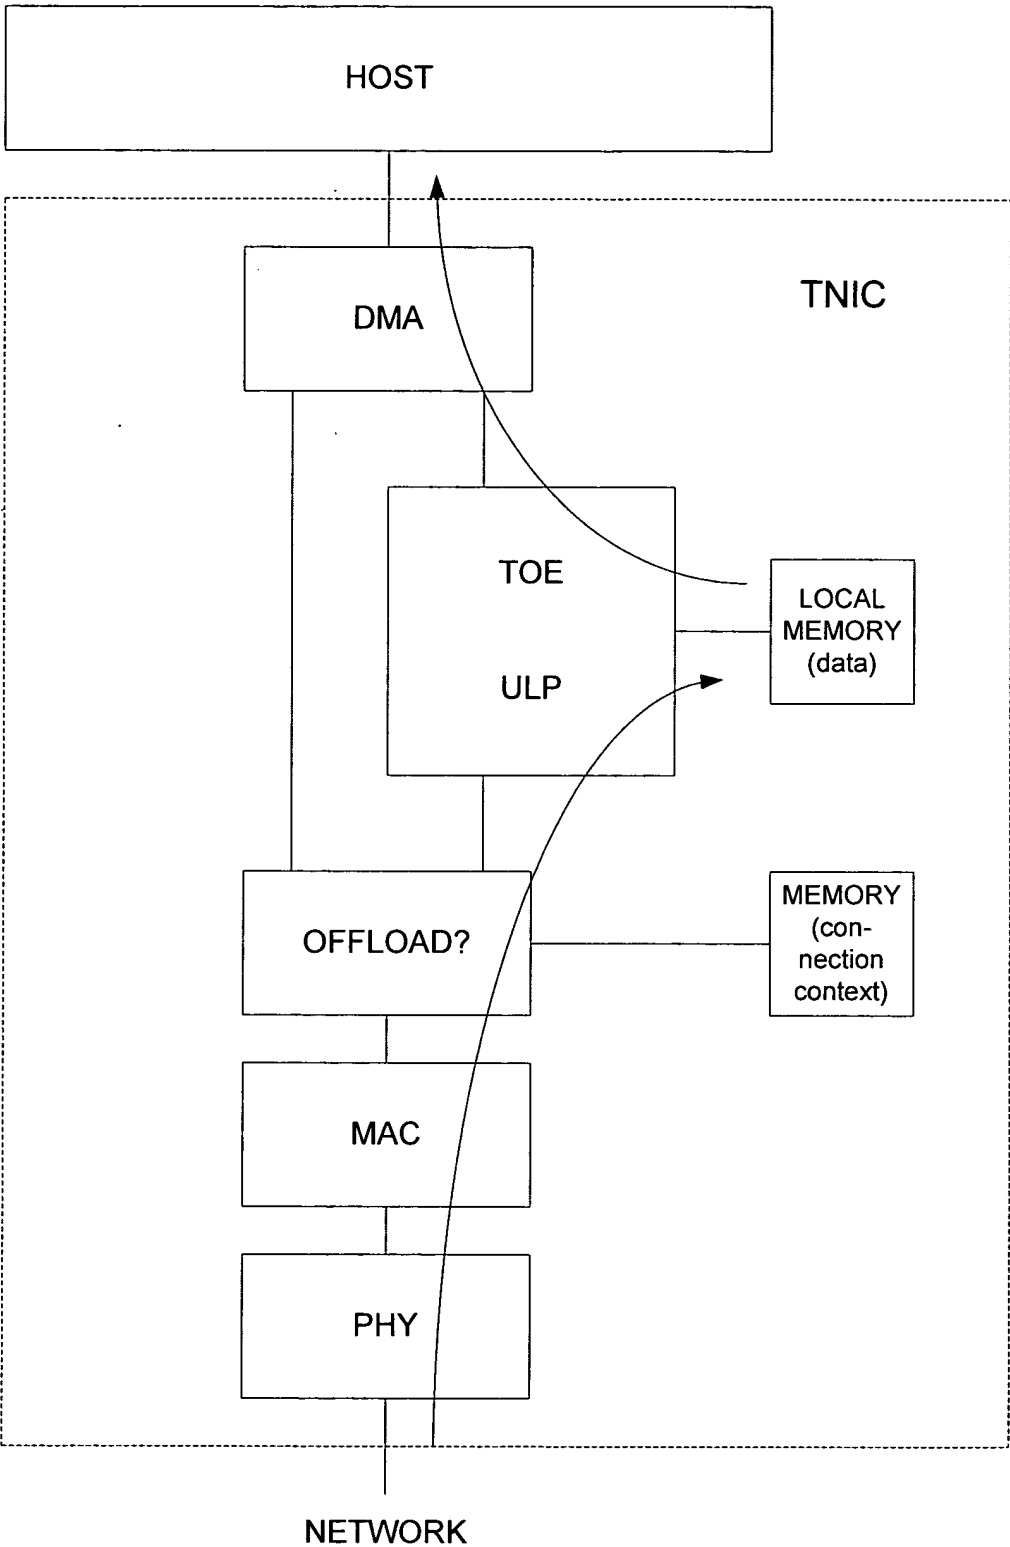 HOST
TNIC
DMA
TOE
ULP
LOCAL
MEMORY
(data)
OFFLOAD?
MEMORY
(con-
nection
context)
MAC
PHY
NETWORK